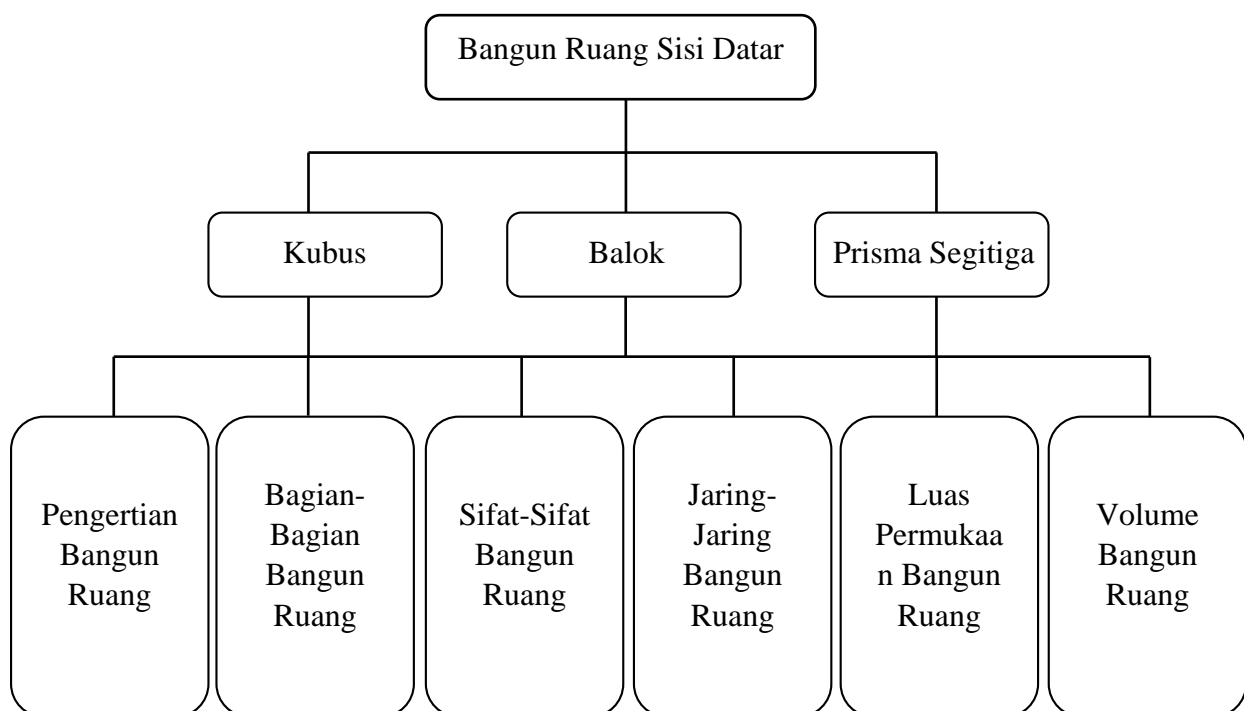 Bangun Ruang Sisi Datar
Kubus
Balok
Prisma Segitiga
Pengertian
Bangun
Ruang
Bagian-
Bagian
Bangun
Ruang
Sifat-Sifat
Bangun
Ruang
Jaring-
Jaring
Bangun
Ruang
Luas
Permukaa
n Bangun
Ruang
Volume
Bangun
Ruang